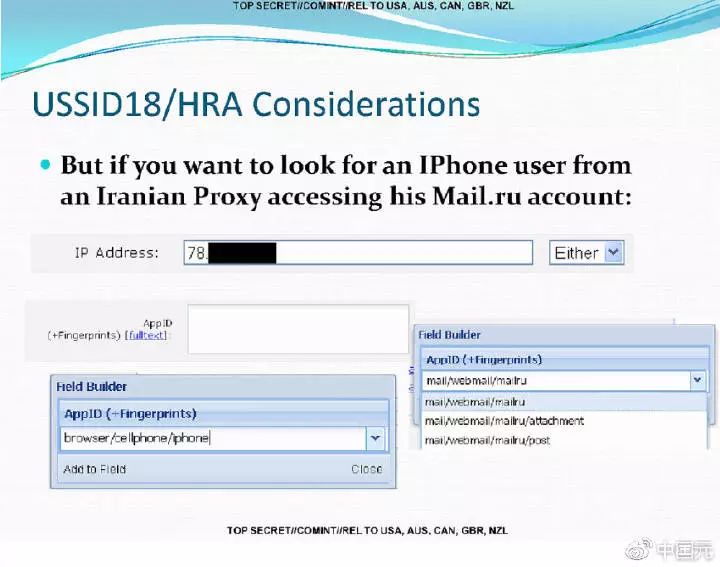 TOP SECRET//COMINT//REL TO USA, AUS, CAN, GBR, NZL
USSID18/HRA Considerations
• But if you want to look for an IPhone user from
an Iranian Proxy accessing his Mail.ru account:
IP Address: 78. Either
AppID
(+Fingerprints) [fulltext]:
Field Builder
AppID (+Fingerprints)
browser/cellphone/iphone
Add to Field Close
Field Builder
AppID (+Fingerprints)
mail/webmail/mailru
mail/webmail/mailru
mail/webmail/mailru/attachment
mail/webmail/mailru/post
TOP SECRET//COMINT//REL TO USA, AUS, CAN, GBR, NZL